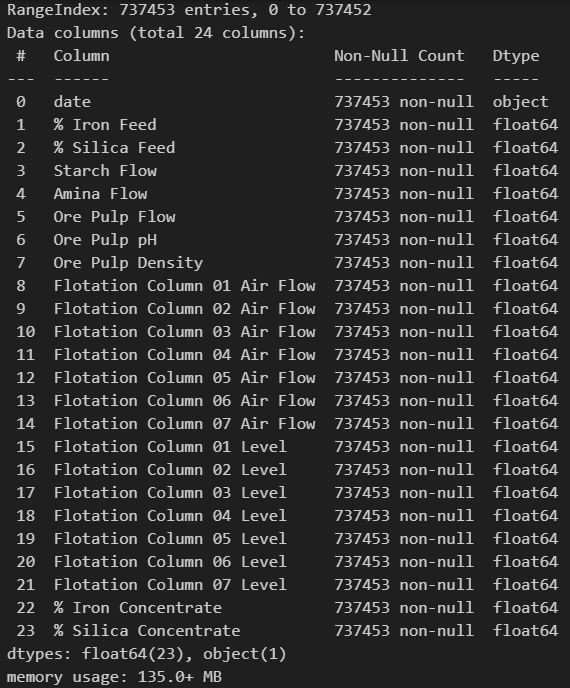 RangeIndex: 737453 entries, 0 to 737452
Data columns (total 24 columns):
 #   Column                       Non-Null Count   Dtype
---  ------                       --------------   -----
 0   date                         737453 non-null  object
 1   % Iron Feed                  737453 non-null  float64
 2   % Silica Feed                737453 non-null  float64
 3   Starch Flow                  737453 non-null  float64
 4   Amina Flow                   737453 non-null  float64
 5   Ore Pulp Flow                737453 non-null  float64
 6   Ore Pulp pH                  737453 non-null  float64
 7   Ore Pulp Density             737453 non-null  float64
 8   Flotation Column 01 Air Flow 737453 non-null  float64
 9   Flotation Column 02 Air Flow 737453 non-null  float64
 10  Flotation Column 03 Air Flow 737453 non-null  float64
 11  Flotation Column 04 Air Flow 737453 non-null  float64
 12  Flotation Column 05 Air Flow 737453 non-null  float64
 13  Flotation Column 06 Air Flow 737453 non-null  float64
 14  Flotation Column 07 Air Flow 737453 non-null  float64
 15  Flotation Column 01 Level    737453 non-null  float64
 16  Flotation Column 02 Level    737453 non-null  float64
 17  Flotation Column 03 Level    737453 non-null  float64
 18  Flotation Column 04 Level    737453 non-null  float64
 19  Flotation Column 05 Level    737453 non-null  float64
 20  Flotation Column 06 Level    737453 non-null  float64
 21  Flotation Column 07 Level    737453 non-null  float64
 22  % Iron Concentrate           737453 non-null  float64
 23  % Silica Concentrate         737453 non-null  float64
dtypes: float64(23), object(1)
memory usage: 135.0+ MB